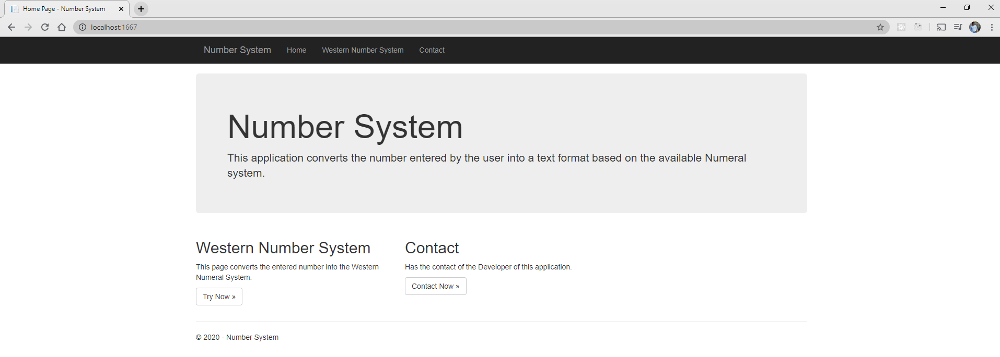 Home Page - Number System
localhost:1667
Number System Home Western Number System Contact
Number System
This application converts the number entered by the user into a text format based on the available Numeral
system.
Western Number System
This page converts the entered number into the Western
Numeral System.
Try Now »
Contact
Has the contact of the Developer of this application.
Contact Now »
© 2020 - Number System